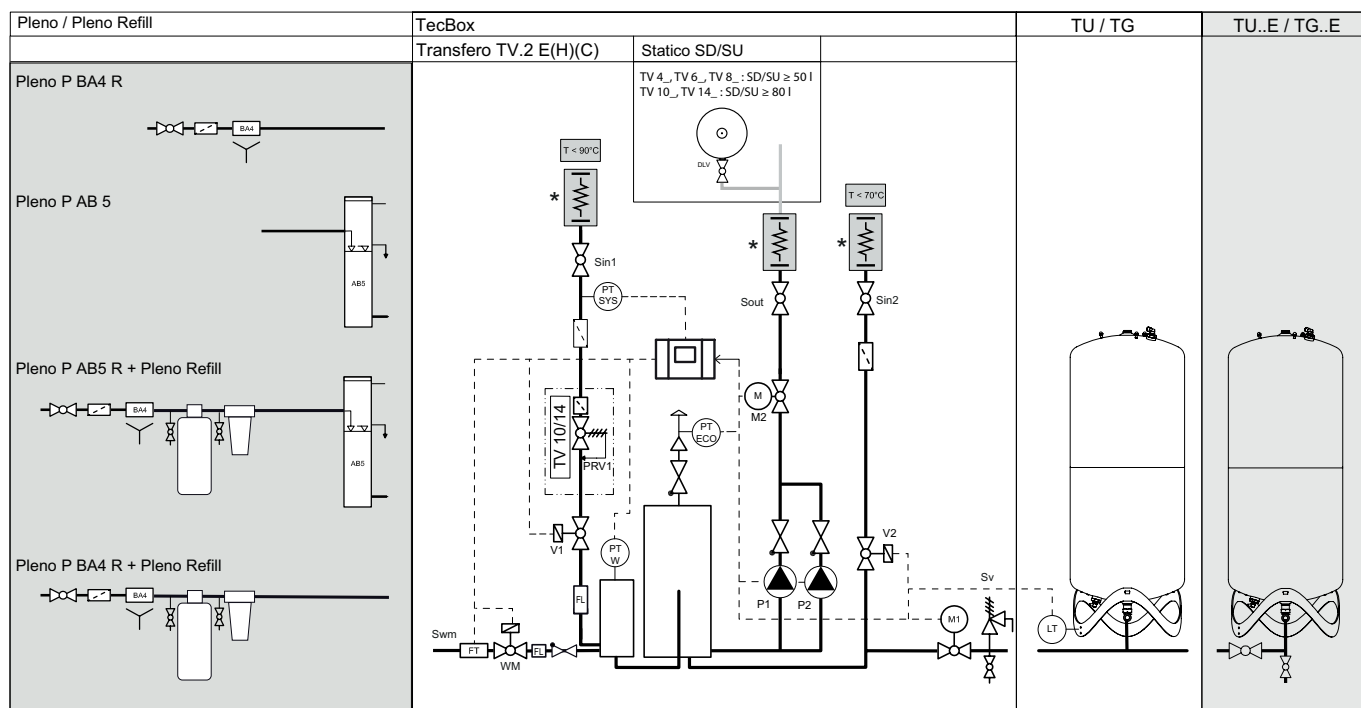 Pleno / Pleno Refill
TecBox
TU / TG
TU..E / TG..E
Transfero TV.2 E(H)(C)
Statico SD/SU
Pleno P BA4 R
BA4
Pleno P AB 5
AB5
Pleno P AB5 R + Pleno Refill
BA4
AB5
Pleno P BA4 R + Pleno Refill
BA4
TV 4_, TV 6_, TV 8_ : SD/SU ≥ 50 l
TV 10_, TV 14_ : SD/SU ≥ 80 l
DLV
T < 90°C
T < 70°C
*
*
*
Sin1
PT
SYS
Sout
Sin2
M
M2
PT
ECO
TV 10/14
PRV1
V1
PT
W
V2
FL
P1
P2
Sv
M1
LT
Swm
FT
WM
FL